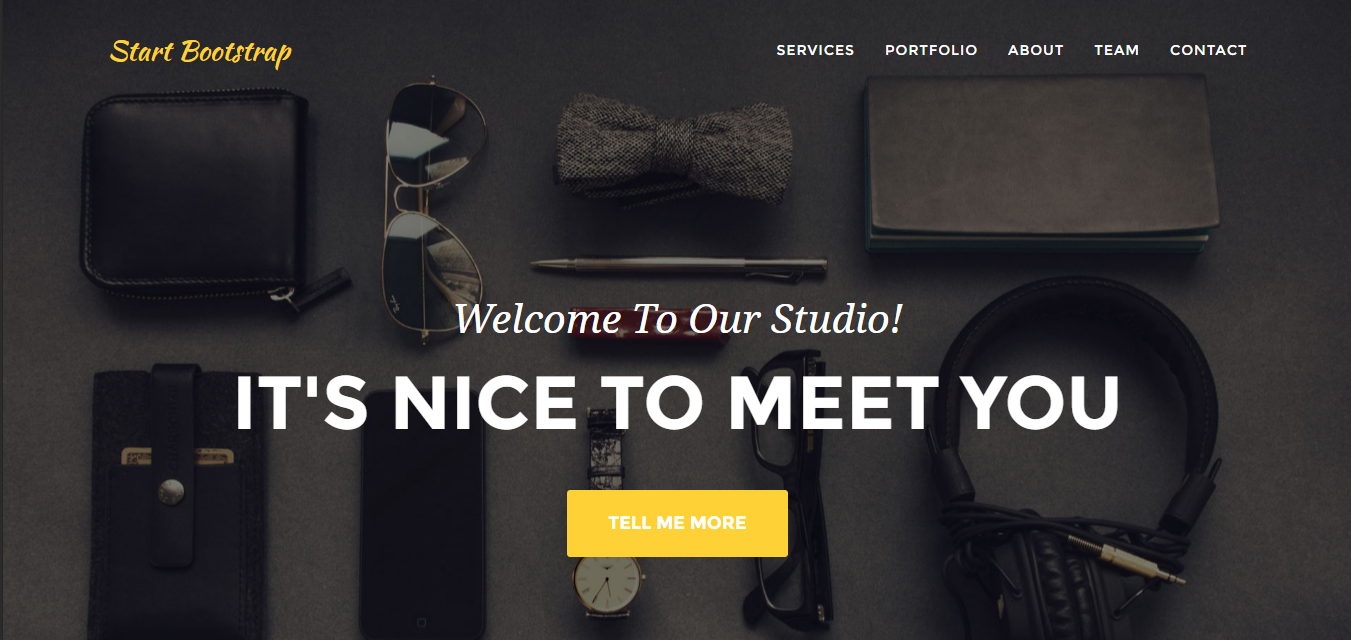 Start Bootstrap
SERVICES PORTFOLIO ABOUT TEAM CONTACT
Welcome To Our Studio!
IT'S NICE TO MEET YOU
TELL ME MORE